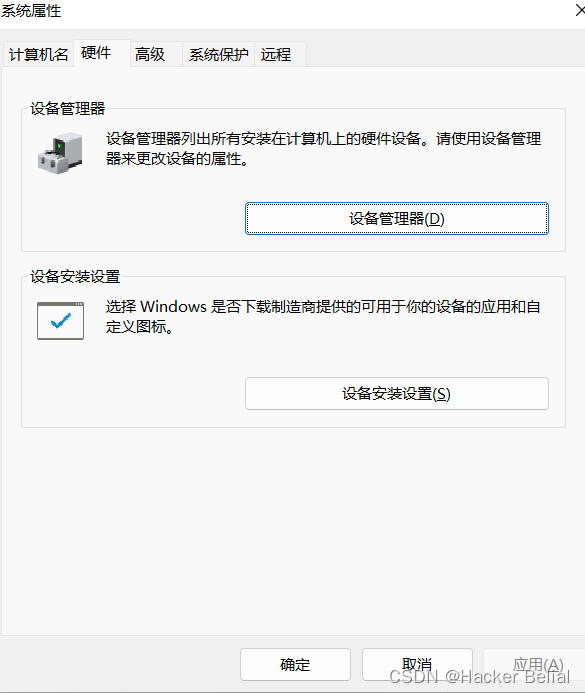 系统属性
计算机名 硬件 高级 系统保护 远程
设备管理器
设备管理器列出所有安装在计算机上的硬件设备。请使用设备管理
器来更改设备的属性。
设备管理器(D)
设备安装设置
选择 Windows 是否下载制造商提供的可用于你的设备的应用和自
定义图标。
设备安装设置(S)
确定 取消 应用(A)
CSDN @Hacker Belial